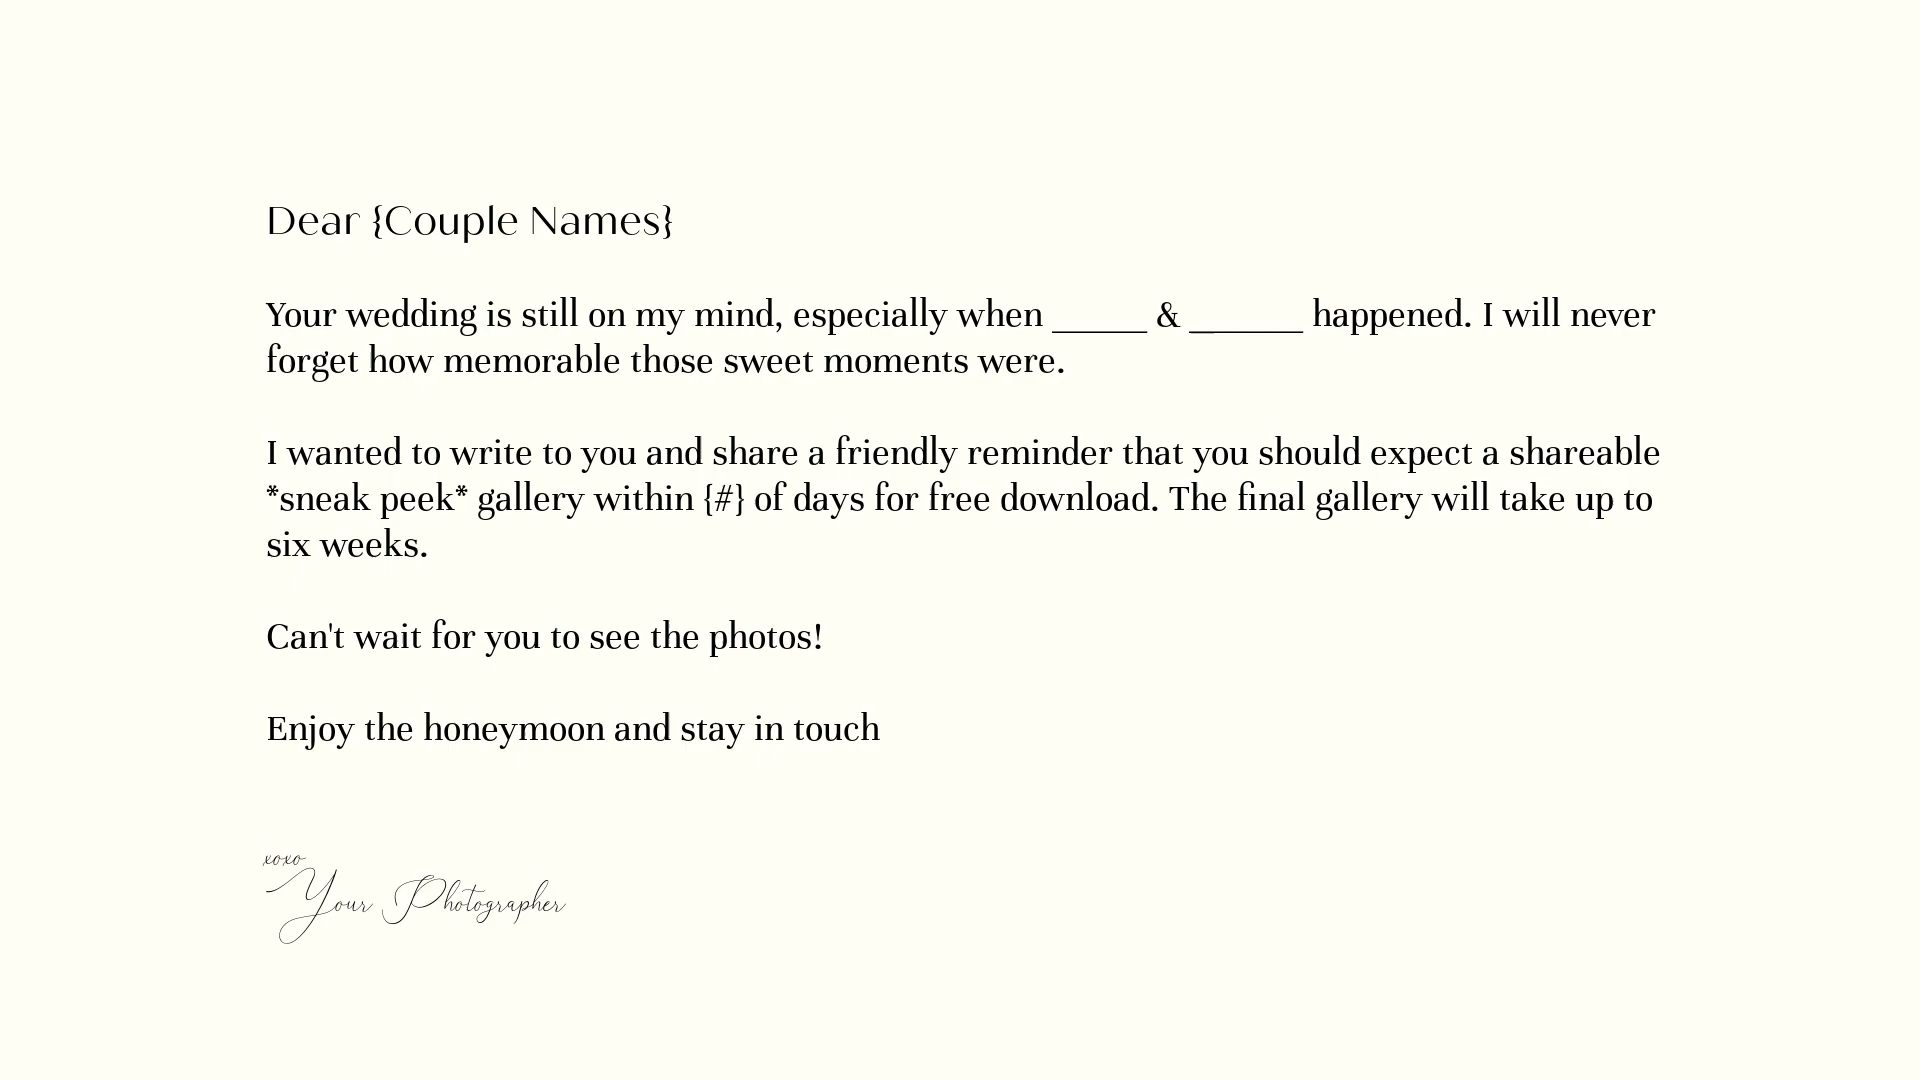 Dear {Couple Names}
Your wedding is still on my mind, especially when _____ & ______ happened. I will never
forget how memorable those sweet moments were.
I wanted to write to you and share a friendly reminder that you should expect a shareable
*sneak peek* gallery within {#} of days for free download. The final gallery will take up to
six weeks.
Can't wait for you to see the photos!
Enjoy the honeymoon and stay in touch
xoxo
Your Photographer